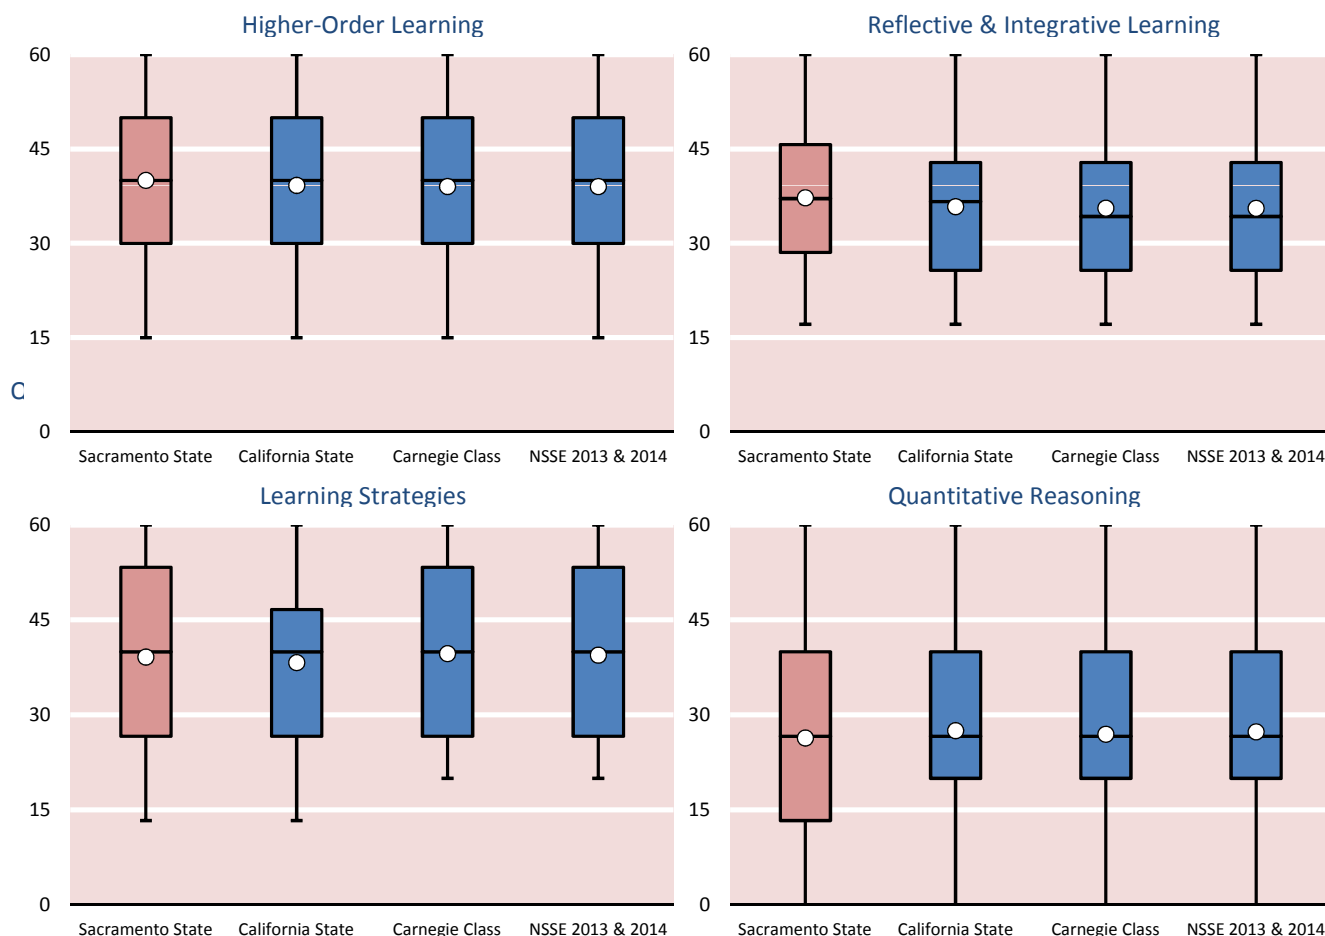 Higher-Order Learning
Reflective & Integrative Learning
60
45
30
15
0
60
45
30
15
0
Sacramento State
California State
Carnegie Class
NSSE 2013 & 2014
Sacramento State
California State
Carnegie Class
NSSE 2013 & 2014
Learning Strategies
Quantitative Reasoning
60
45
30
15
0
60
45
30
15
0
Sacramento State
California State
Carnegie Class
NSSE 2013 & 2014
Sacramento State
California State
Carnegie Class
NSSE 2013 & 2014